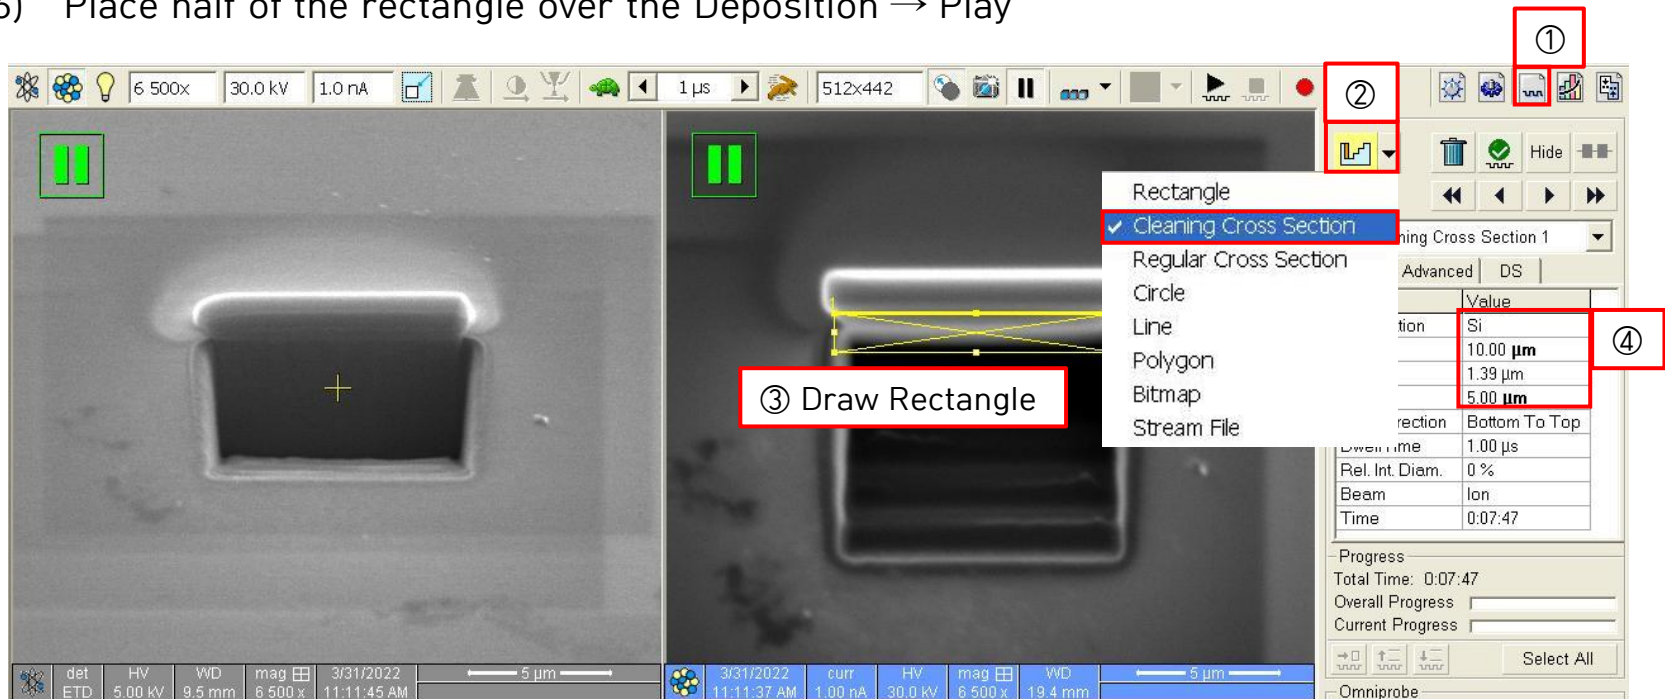 Place half of the rectangle over the Deposition → Play
①
6 500x 30.0 kV 1.0 nA 1 µs 512x442
②
Hide
Rectangle
Cleaning Cross Section
Regular Cross Section
Circle
Line
Polygon
Bitmap
Stream File
ning Cross Section 1
Advanced DS
Value
tion Si
10.00 µm
1.39 µm
5.00 µm
④
rection Bottom To Top
Dwell Time 1.00 µs
Rel. Int. Diam. 0 %
Beam Ion
Time 0:07:47
③ Draw Rectangle
Progress
Total Time: 0:07:47
Overall Progress
Current Progress
Select All
Omniprobe
det HV WD mag 3/31/2022 5 µm
ETD 5.00 kV 9.5 mm 6 500 x 11:11:45 AM
3/31/2022 curr HV mag WD 5 µm
11:11:37 AM 1.00 nA 30.0 kV 6 500 x 19.4 mm